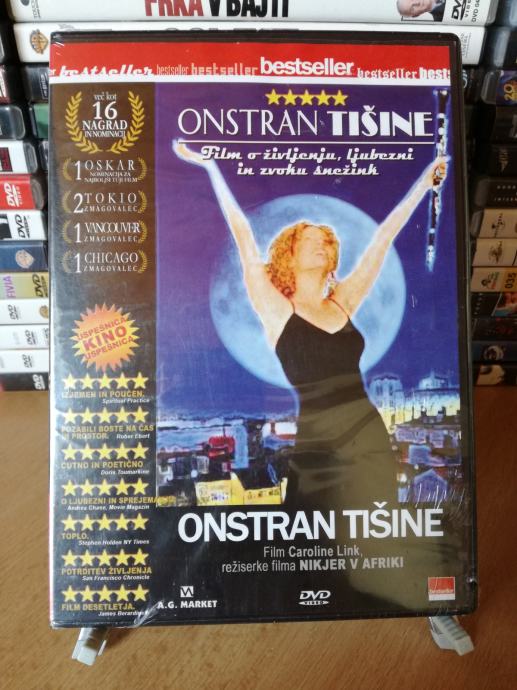 PRKA V BAJTI
bestseller bestseller bestseller bestseller bestseller
več kot
16
NAGRAD
IN NOMINACIJ
1 OSKAR
NOMINACIJA ZA
NAJBOLJŠI TUJI FILM
2 TOKIO
ZMAGOVALEC
1 VANCOUVER
ZMAGOVALEC
1 CHICAGO
ZMAGOVALEC
ONSTRAN TIŠINE
Film o življenju, ljubezni
in zvoku snežink
USPEŠNICA
KINO
USPEŠNICA
IZJEMEN IN POUČEN.
Spiritual Practice
POZABILI BOSTE NA ČAS
IN PROSTOR. Roger Ebert
ČUTNO IN POETIČNO
Doris Toumarkine
O LJUBEZNI IN SPREJEMANJU
Andrea Chase, Movie Magazin
TOPLO.
Stephen Holden NY Times
POTRDITEV ŽIVLJENJA
San Francisco Chronicle
FILM DESETLETJA.
James Berardinelli
ONSTRAN TIŠINE
Film Caroline Link,
režiserke filma NIKJER V AFRIKI
A.G. MARKET
DVD
VIDEO
bestseller